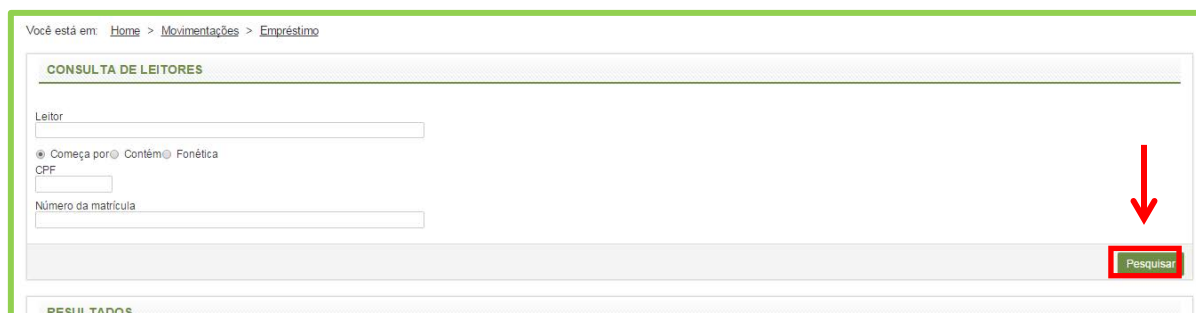 Você está em: Home > Movimentações > Empréstimo
CONSULTA DE LEITORES
Leitor
Começa por Contém Fonética
CPF
Número da matrícula
Pesquisar
RESULTADOS